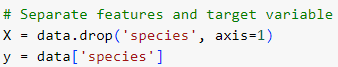 # Separate features and target variable
X = data.drop('species', axis=1)
y = data['species']